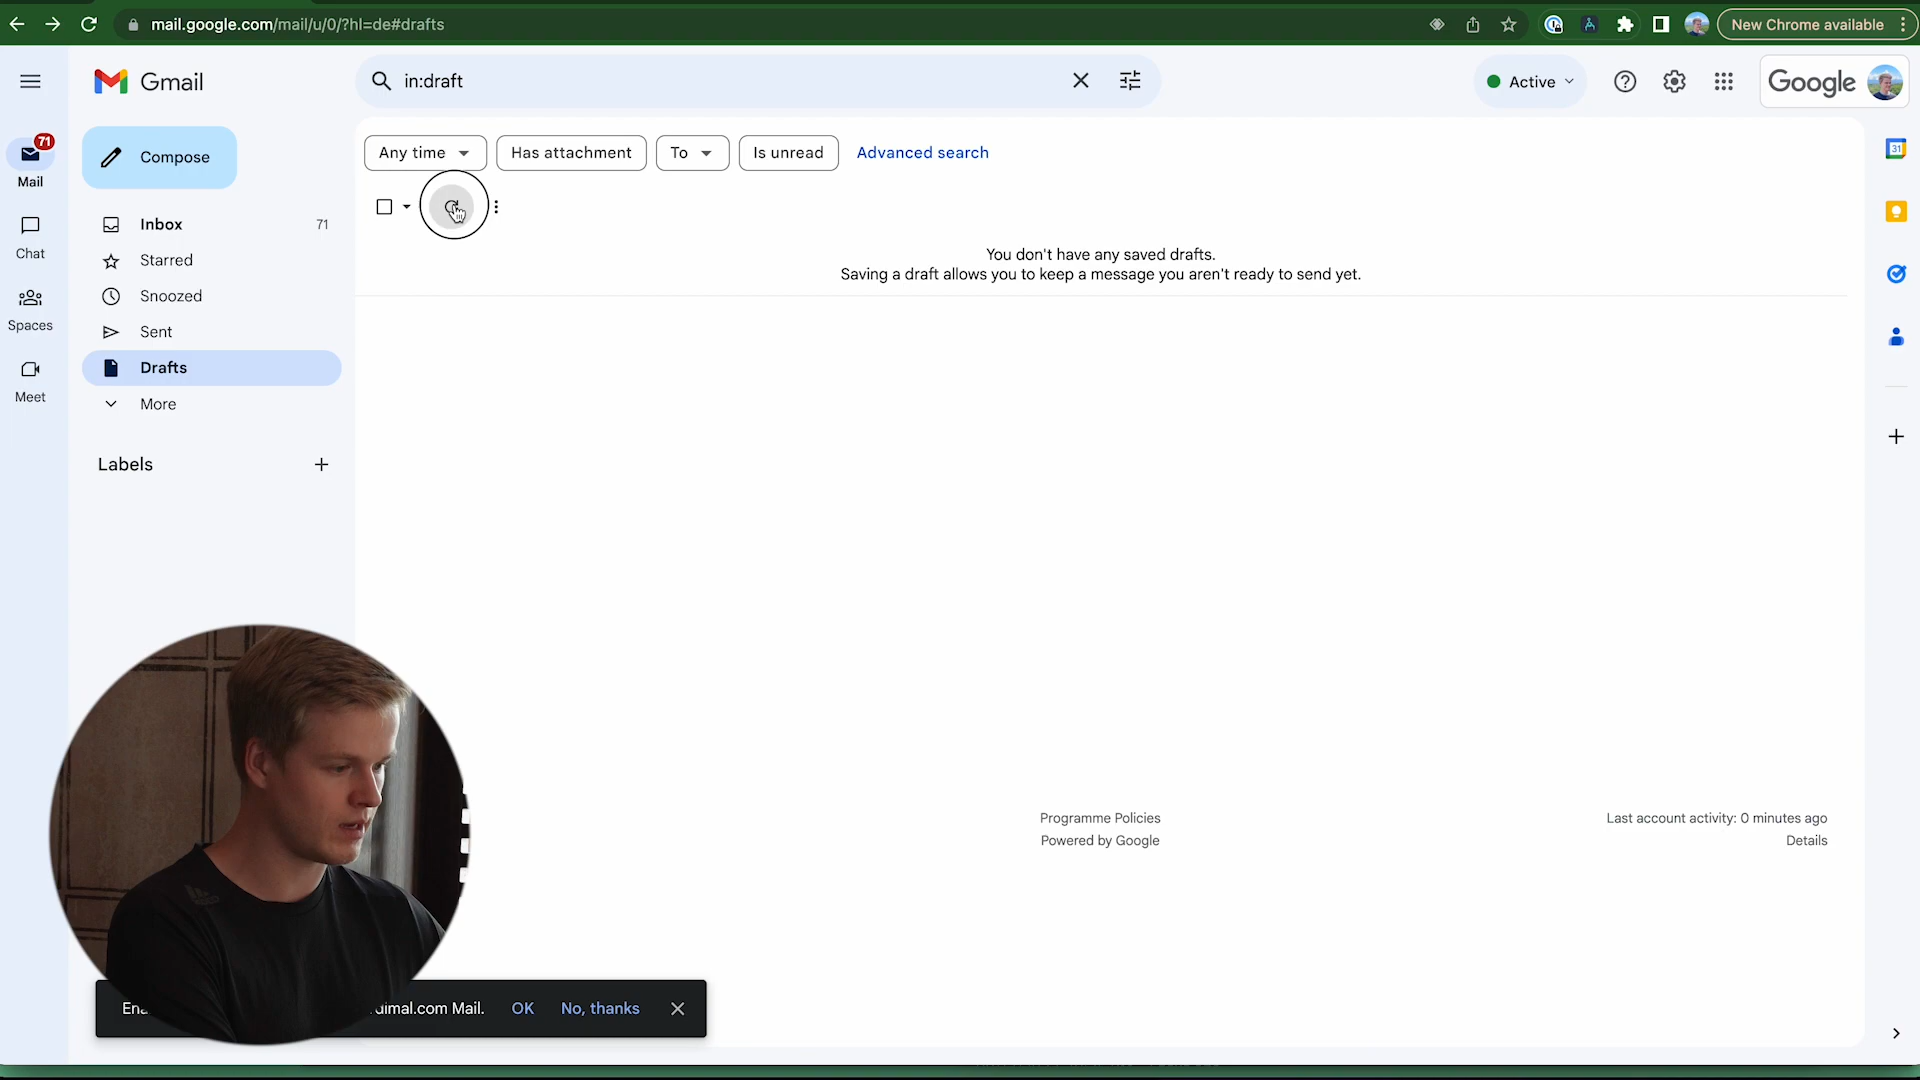 mail.google.com/mail/u/0/?hl=de#drafts
New Chrome available
Gmail
in:draft
Active
Google
71
Mail
Compose
Any time
Has attachment
To
Is unread
Advanced search
31
Chat
Inbox
71
Starred
You don't have any saved drafts.
Saving a draft allows you to keep a message you aren't ready to send yet.
Spaces
Snoozed
Sent
Meet
Drafts
More
Labels
Programme Policies
Powered by Google
Last account activity: 0 minutes ago
Details
Mail.
OK
No, thanks